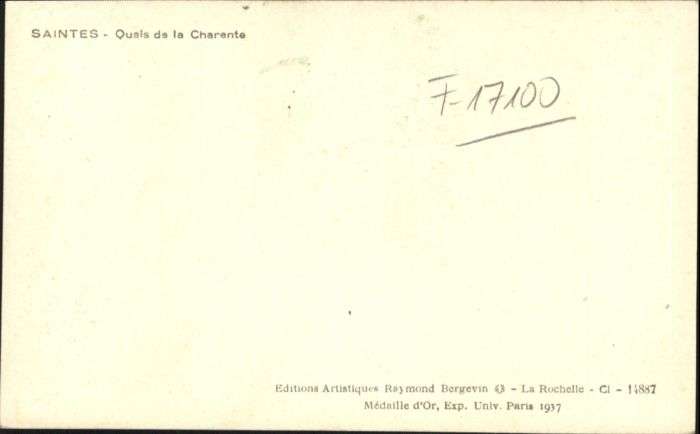 SAINTES - Quais de la Charente
F-17100
Editions Artistiques Raymond Bergevin - La Rochelle - Cl - 14887
Médaille d'Or, Exp. Univ. Paris 1937